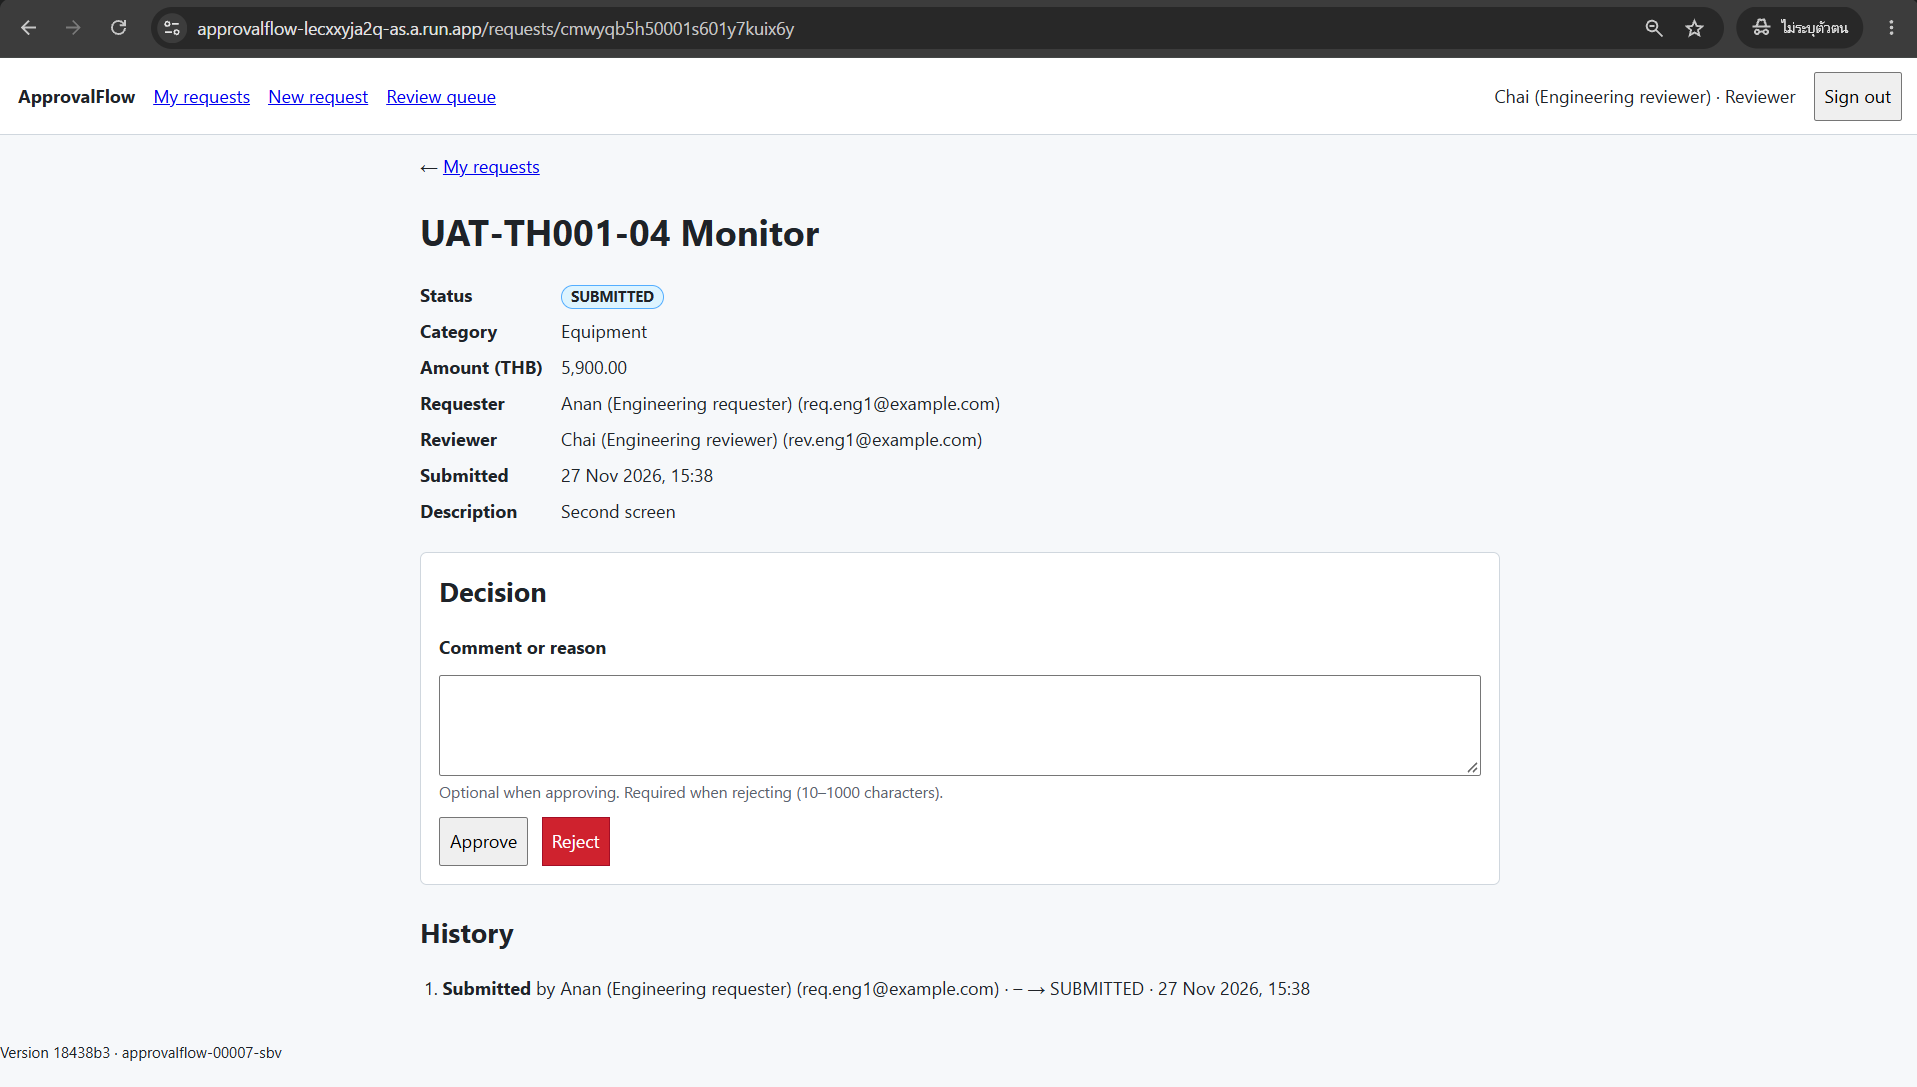 approvalflow-lecxxyja2q-as.a.run.app/requests/cmwyqb5h50001s601y7kuix6y
ไม่ระบุตัวตน
ApprovalFlow My requests New request Review queue Chai (Engineering reviewer) · Reviewer Sign out
← My requests
UAT-TH001-04 Monitor
Status SUBMITTED
Category Equipment
Amount (THB) 5,900.00
Requester Anan (Engineering requester) (req.eng1@example.com)
Reviewer Chai (Engineering reviewer) (rev.eng1@example.com)
Submitted 27 Nov 2026, 15:38
Description Second screen
Decision
Comment or reason
Optional when approving. Required when rejecting (10–1000 characters).
Approve Reject
History
1. Submitted by Anan (Engineering requester) (req.eng1@example.com) · – → SUBMITTED · 27 Nov 2026, 15:38
Version 18438b3 · approvalflow-00007-sbv